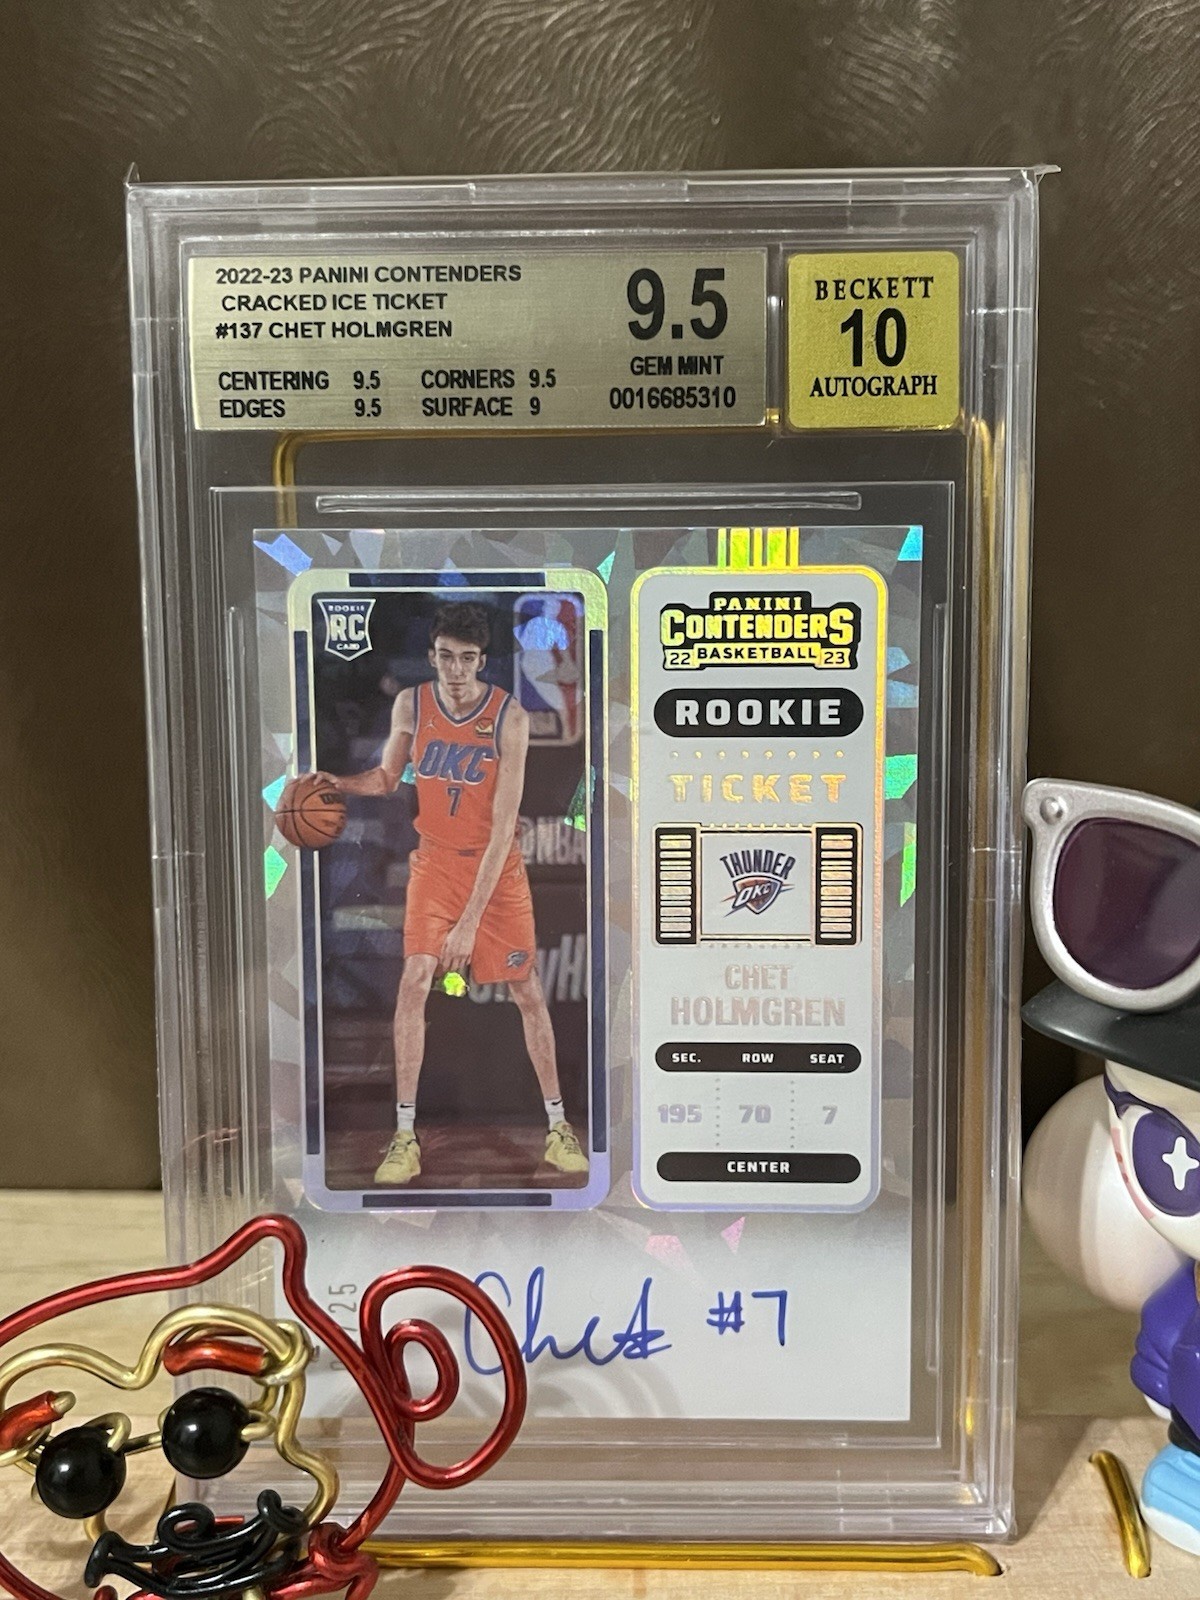 2022-23 PANINI CONTENDERS
CRACKED ICE TICKET
#137 CHET HOLMGREN
CENTERING 9.5 CORNERS 9.5
EDGES 9.5 SURFACE 9
9.5
GEM MINT
0016685310
BECKETT
10
AUTOGRAPH
ROOKIE
RC
CARD
OKC
7
@NBA
PANINI
CONTENDERS
22 BASKETBALL 23
ROOKIE
TICKET
THUNDER
OKC
CHET
HOLMGREN
SEC. ROW SEAT
195 70 7
CENTER
/25
Chet #7